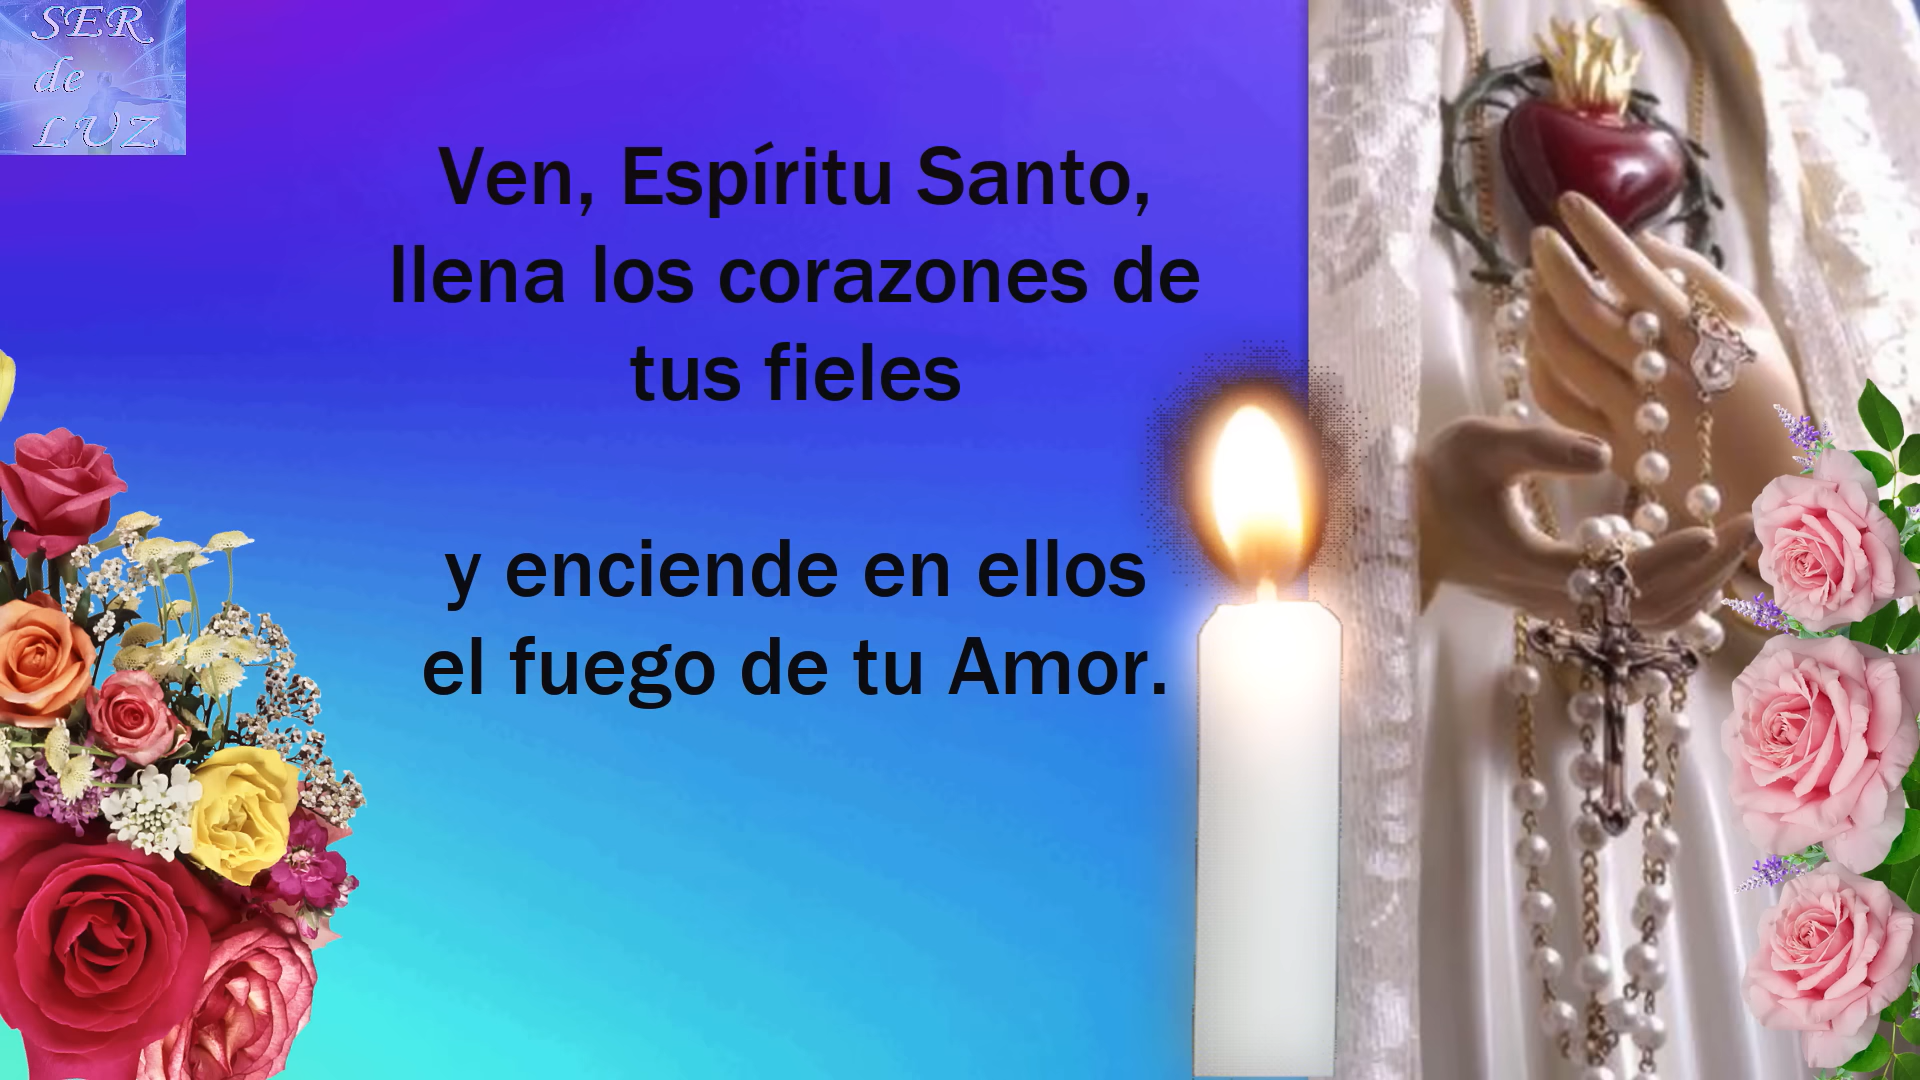 SER
de
LUZ
Ven, Espíritu Santo,
llena los corazones de
tus fieles
y enciende en ellos
el fuego de tu Amor.